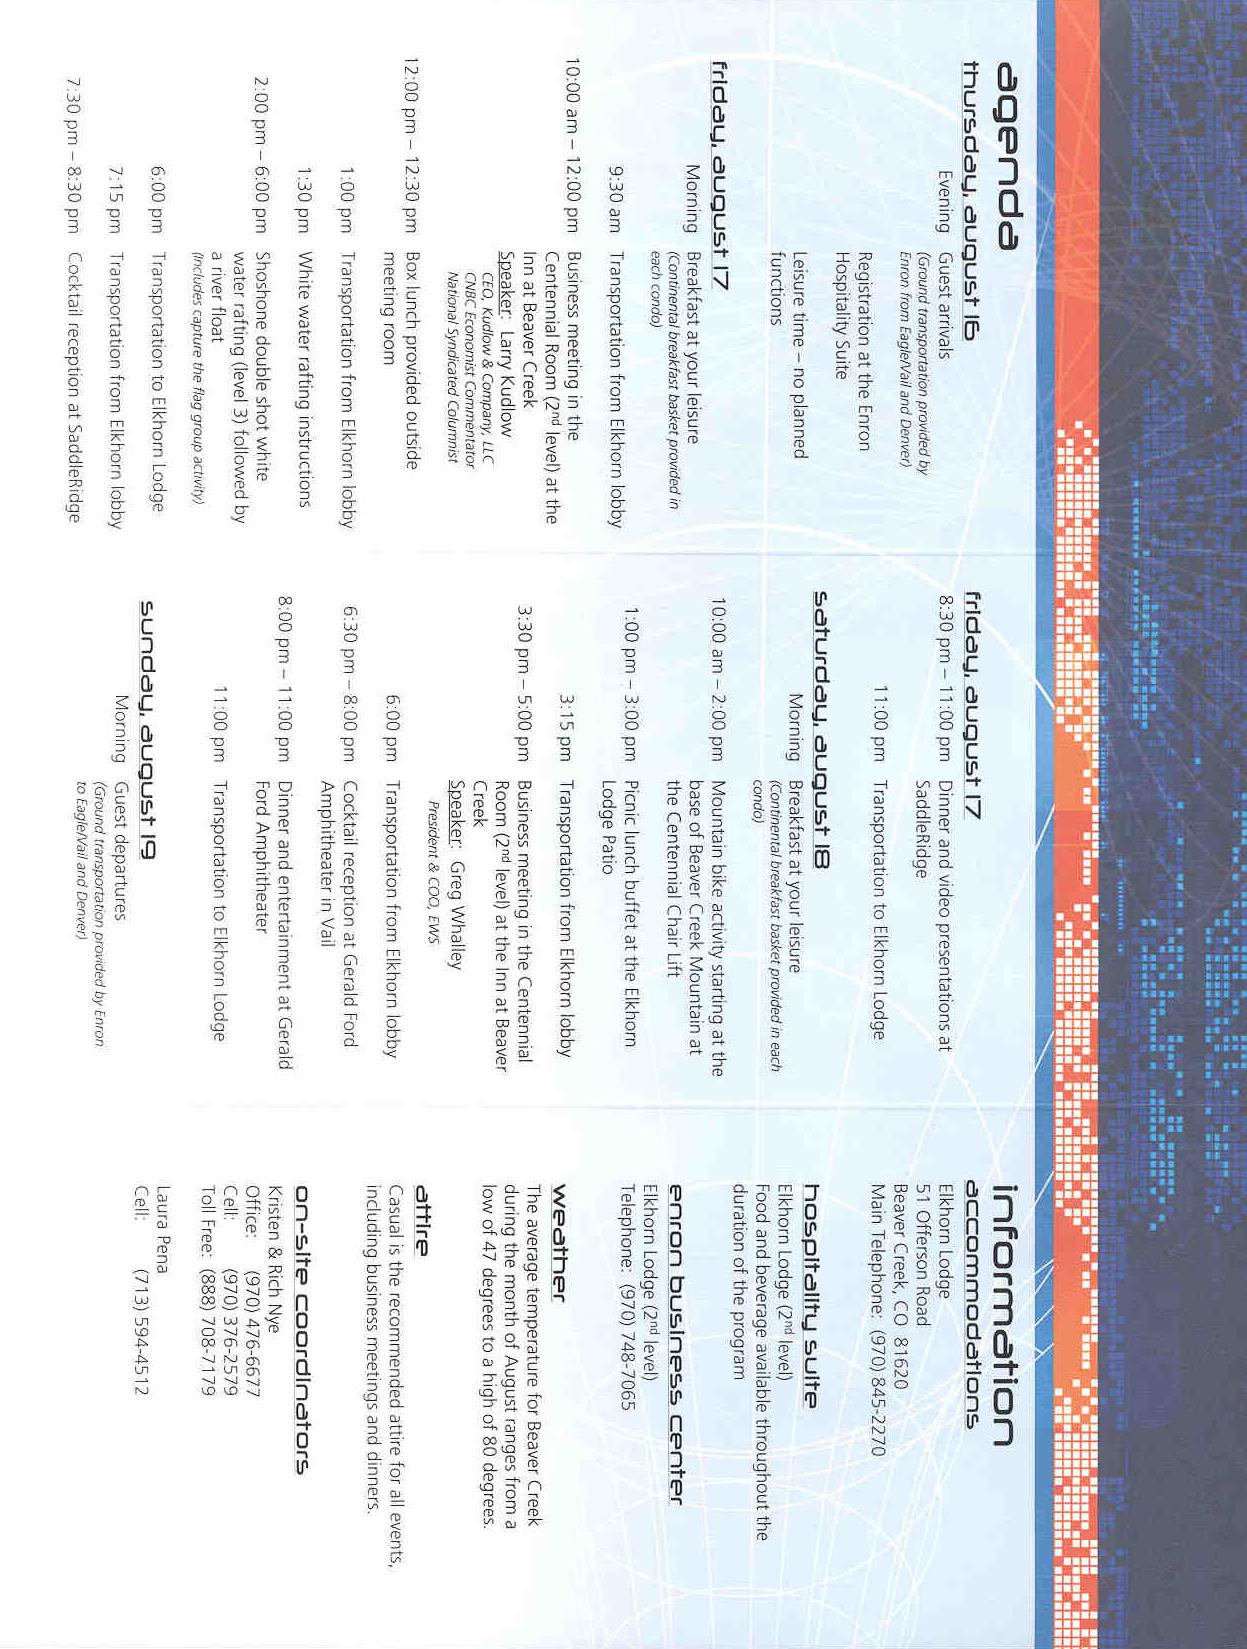 agenda
thursday, august 16
Evening Guest arrivals
(Ground transportation provided by
Enron from Eagle/Vail and Denver)
Registration at the Enron
Hospitality Suite
Leisure time – no planned
functions
friday, august 17
Morning Breakfast at your leisure
(Continental breakfast basket provided in
each condo)
9:30 am Transportation from Elkhorn lobby
10:00 am – 12:00 pm Business meeting in the
Centennial Room (2nd level) at the
Inn at Beaver Creek
Speaker: Larry Kudlow
CEO, Kudlow & Company, LLC
CNBC Economist Commentator
National Syndicated Columnist
12:00 pm – 12:30 pm Box lunch provided outside
meeting room
1:00 pm Transportation from Elkhorn lobby
1:30 pm White water rafting instructions
2:00 pm – 6:00 pm Shoshone double shot white
water rafting (level 3) followed by
a river float
(Includes capture the flag group activity)
6:00 pm Transportation to Elkhorn Lodge
7:15 pm Transportation from Elkhorn lobby
7:30 pm – 8:30 pm Cocktail reception at SaddleRidge
friday, august 17
8:30 pm – 11:00 pm Dinner and video presentations at
SaddleRidge
11:00 pm Transportation to Elkhorn Lodge
saturday, august 18
Morning Breakfast at your leisure
(Continental breakfast basket provided in each
condo)
10:00 am – 2:00 pm Mountain bike activity starting at the
base of Beaver Creek Mountain at
the Centennial Chair Lift
1:00 pm – 3:00 pm Picnic lunch buffet at the Elkhorn
Lodge Patio
3:15 pm Transportation from Elkhorn lobby
3:30 pm – 5:00 pm Business meeting in the Centennial
Room (2nd level) at the Inn at Beaver
Creek
Speaker: Greg Whalley
President & COO, EWS
6:00 pm Transportation from Elkhorn lobby
6:30 pm – 8:00 pm Cocktail reception at Gerald Ford
Amphitheater in Vail
8:00 pm – 11:00 pm Dinner and entertainment at Gerald
Ford Amphitheater
11:00 pm Transportation to Elkhorn Lodge
sunday, august 19
Morning Guest departures
(Ground transportation provided by Enron
to Eagle/Vail and Denver)
information
accommodations
Elkhorn Lodge
51 Offerson Road
Beaver Creek, CO 81620
Main Telephone: (970) 845-2270
hospitality suite
Elkhorn Lodge (2nd level)
Food and beverage available throughout the
duration of the program
enron business center
Elkhorn Lodge (2nd level)
Telephone: (970) 748-7065
weather
The average temperature for Beaver Creek
during the month of August ranges from a
low of 47 degrees to a high of 80 degrees.
attire
Casual is the recommended attire for all events,
including business meetings and dinners.
on-site coordinators
Kristen & Rich Nye
Office: (970) 476-6677
Cell: (970) 376-2579
Toll Free: (888) 708-7179
Laura Pena
Cell: (713) 594-4512